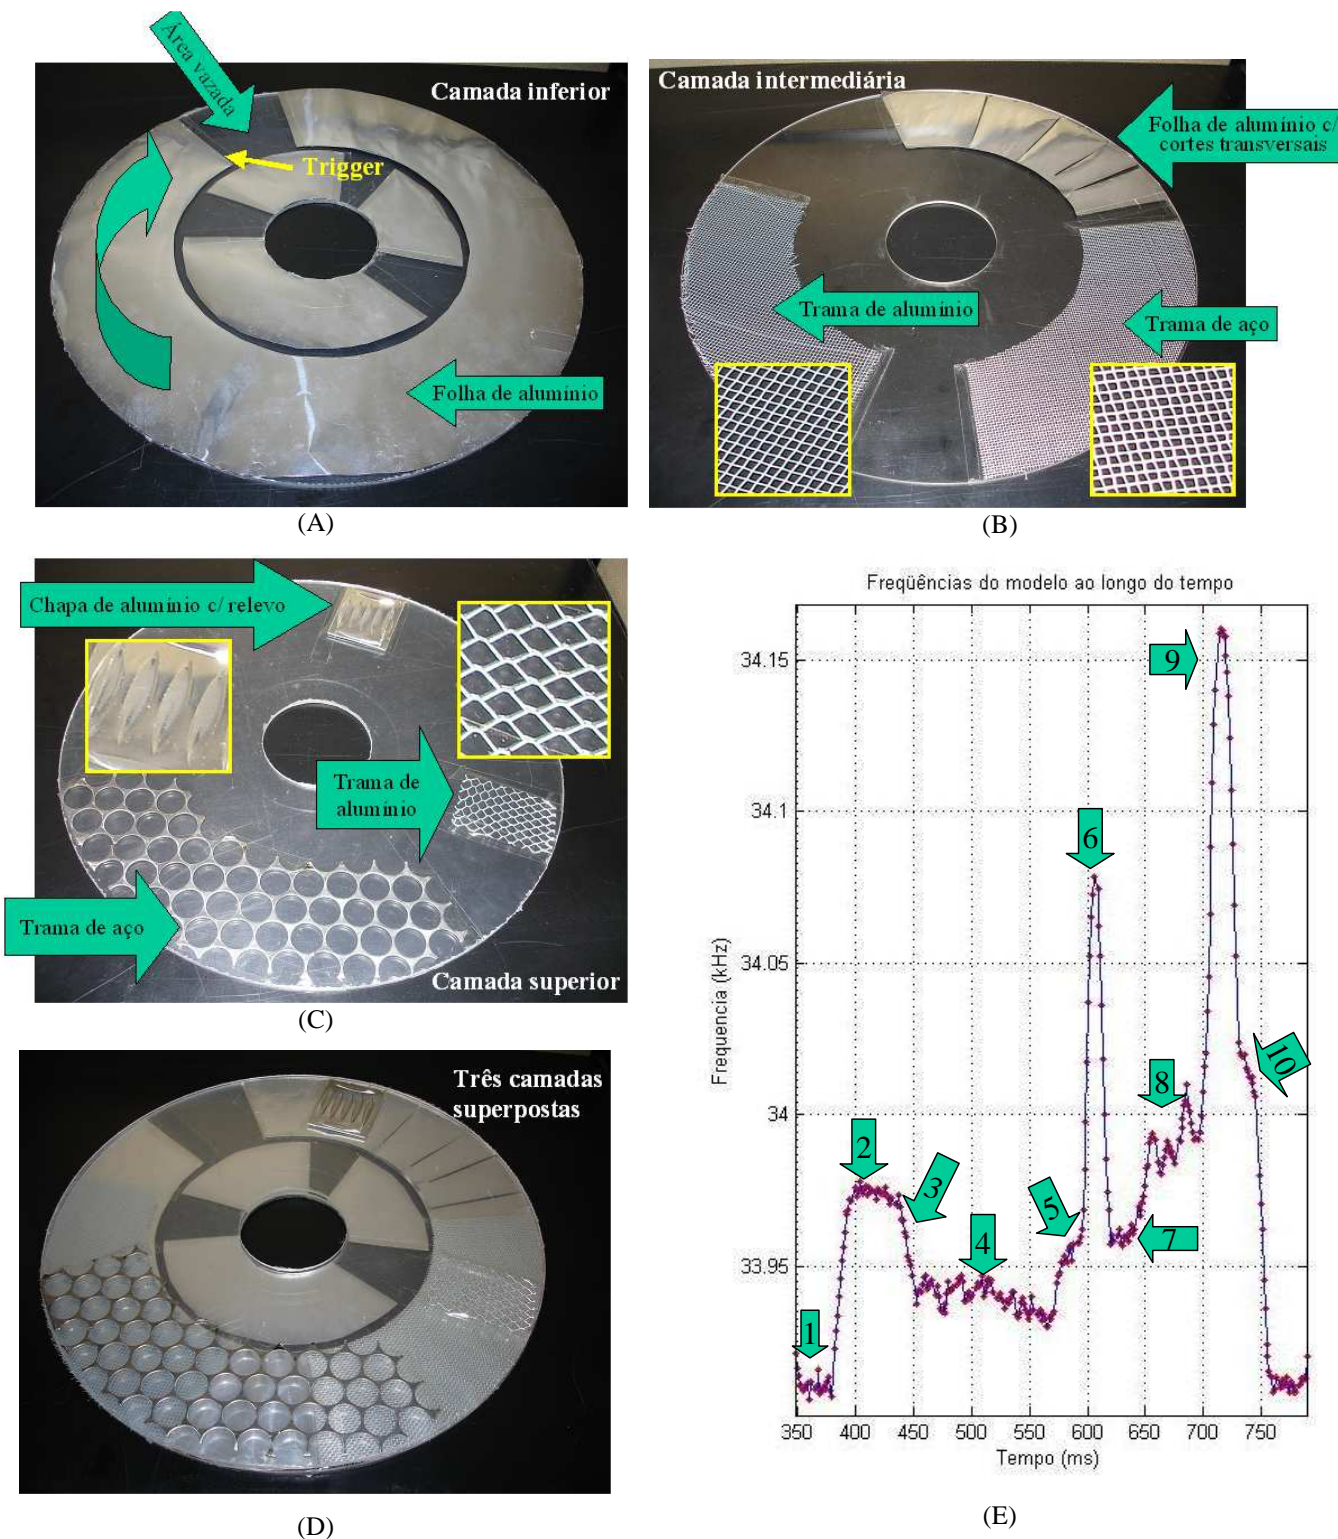 Área vazada
Camada inferior
Trigger
Folha de alumínio
(A)
Camada intermediária
Folha de alumínio c/
cortes transversais
Trama de alumínio
Trama de aço
(B)
Chapa de alumínio c/ relevo
Trama de
alumínio
Trama de aço
Camada superior
(C)
Três camadas
superpostas
(D)
Freqüências do modelo ao longo do tempo
34.15
34.1
34.05
34
33.95
Frequencia (kHz)
1
2
3
4
5
6
7
8
9
10
350 400 450 500 550 600 650 700 750
Tempo (ms)
(E)